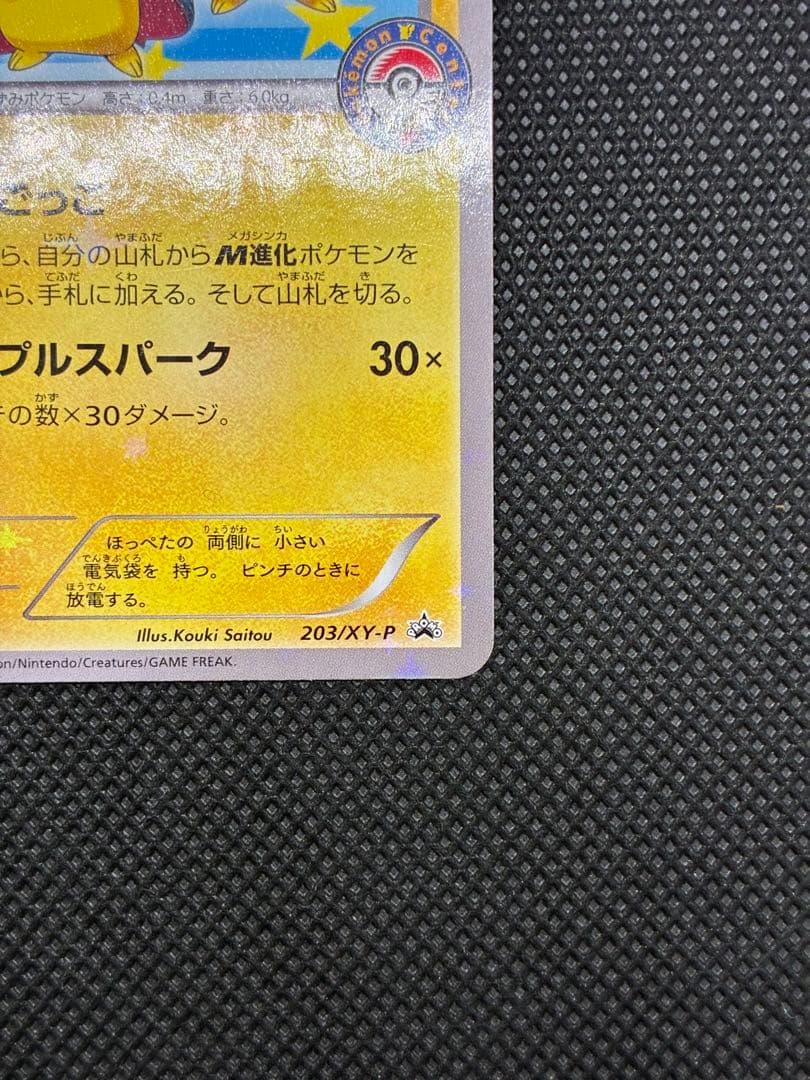 Pokémon Cente
ずみポケモン 高さ:0.4m 重さ:6.0kg
ごっこ
ら、自分の山札からM進化ポケモンを
から、手札に加える。そして山札を切る。
プルスパーク 30×
テの数×30ダメージ。
ほっぺたの 両側に 小さい
電気袋を 持つ。 ピンチのときに
放電する。
Illus.Kouki Saitou 203/XY-P PROMO
on/Nintendo/Creatures/GAME FREAK.